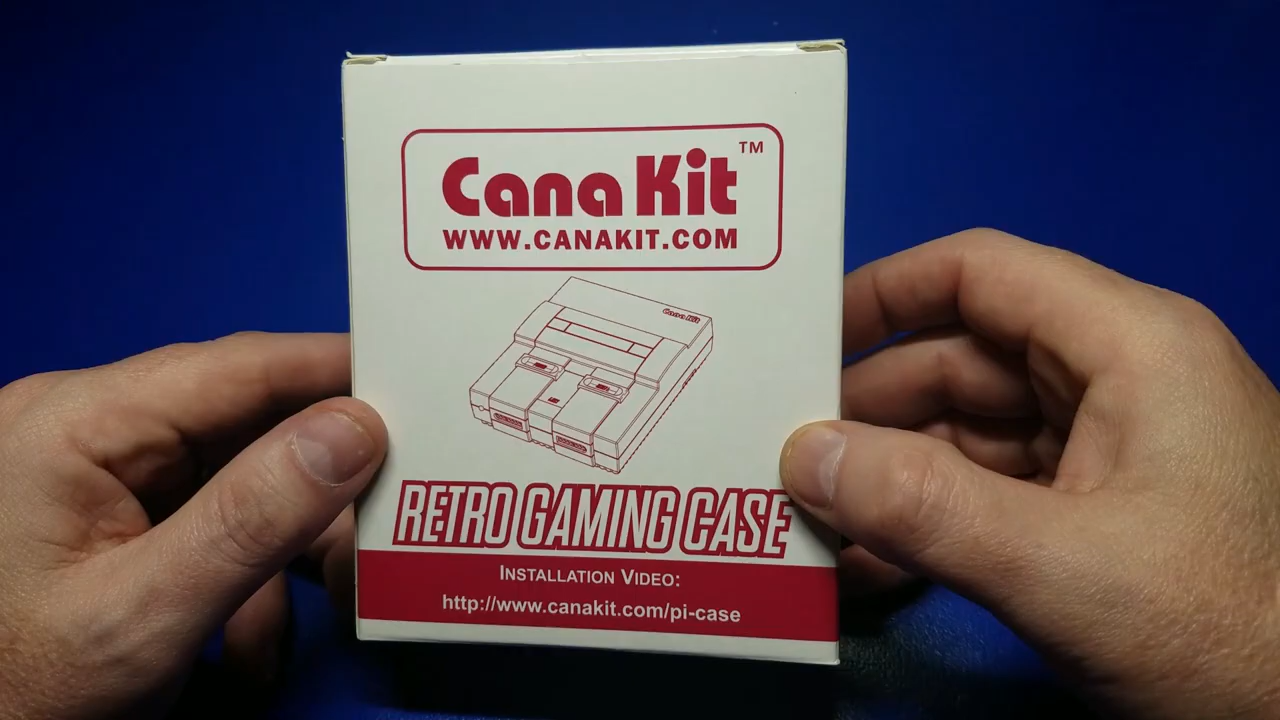 CanaKit™
WWW.CANAKIT.COM
CanaKit
RETRO GAMING CASE
INSTALLATION VIDEO:
http://www.canakit.com/pi-case